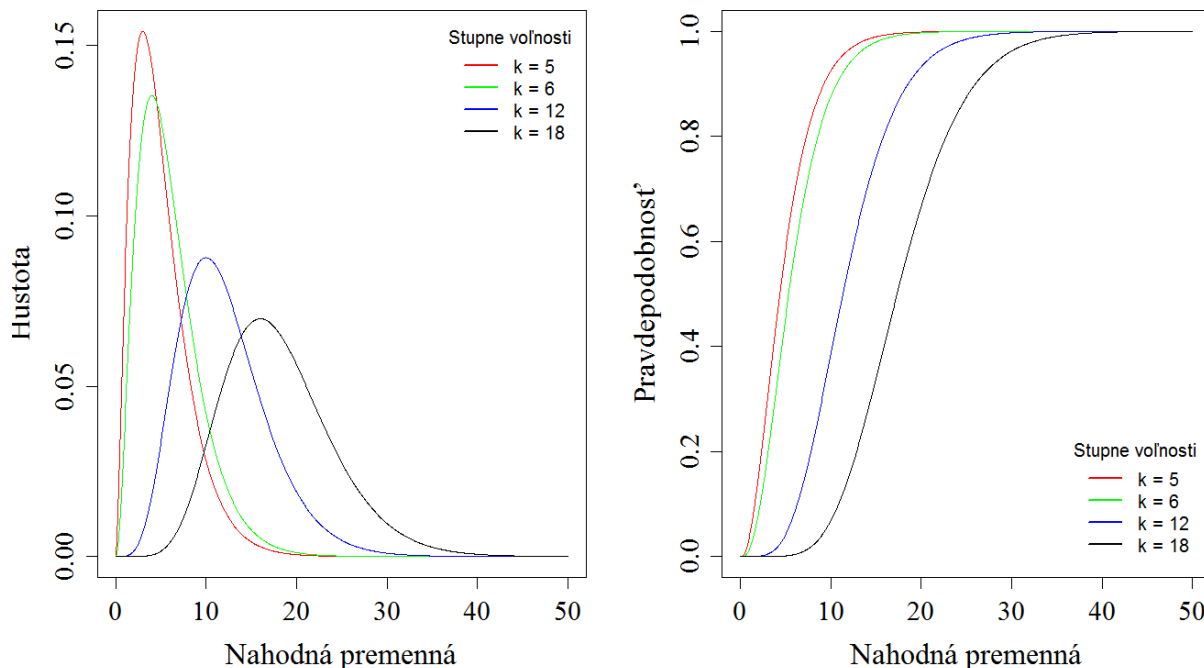 Stupne voľnosti
k = 5
k = 6
k = 12
k = 18
Hustota
0.00
0.05
0.10
0.15
0
10
20
30
40
50
Nahodná premenná
Pravdepodobnosť
0.0
0.2
0.4
0.6
0.8
1.0
Stupne voľnosti
k = 5
k = 6
k = 12
k = 18
0
10
20
30
40
50
Nahodná premenná